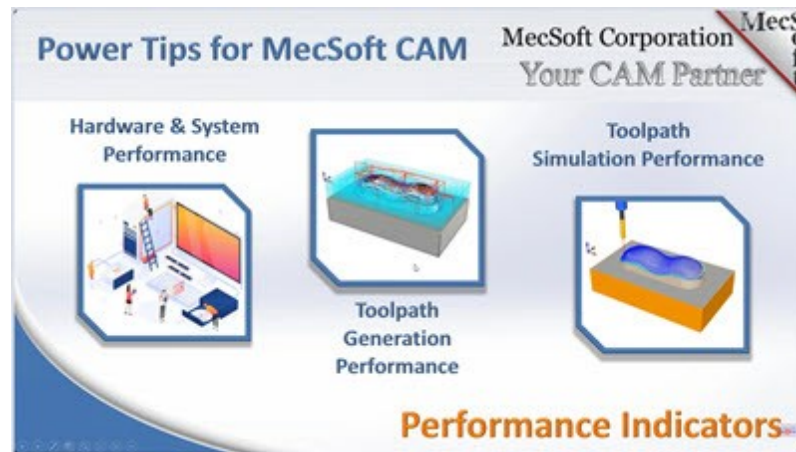 Power Tips for MecSoft CAM
MecSoft Corporation
Your CAM Partner
Hardware & System
Performance
Toolpath
Generation
Performance
Toolpath
Simulation Performance
Performance Indicators